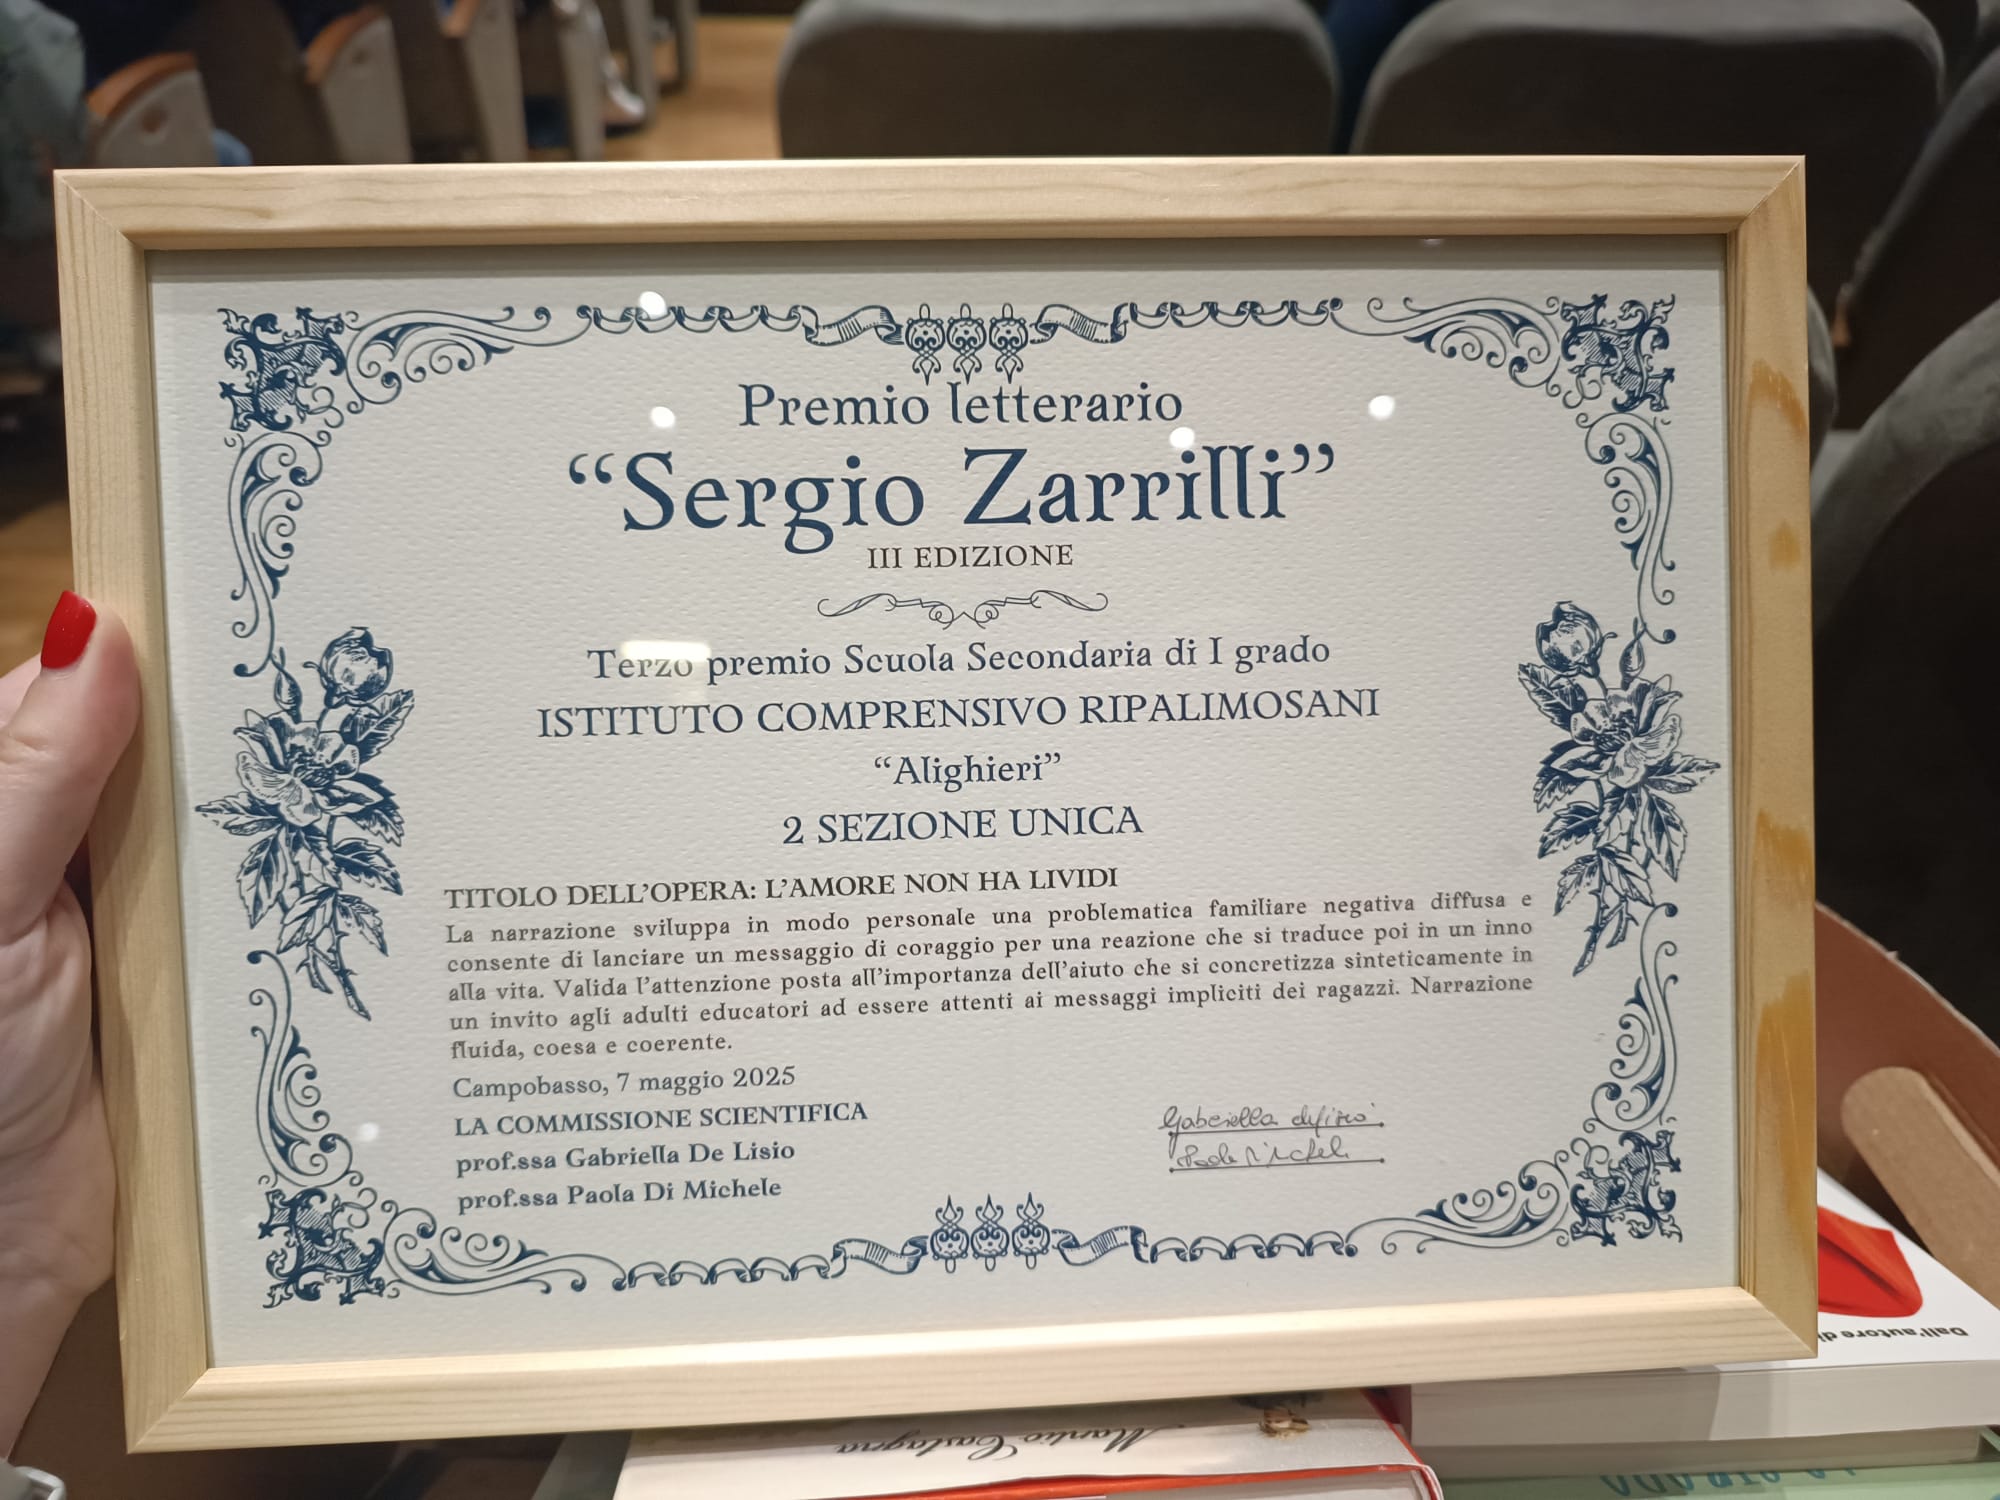 Premio letterario
“Sergio Zarrilli”
III EDIZIONE
Terzo premio Scuola Secondaria di I grado
ISTITUTO COMPRENSIVO RIPALIMOSANI
“Alighieri”
2 SEZIONE UNICA
TITOLO DELL’OPERA: L’AMORE NON HA LIVIDI
La narrazione sviluppa in modo personale una problematica familiare negativa diffusa e
consente di lanciare un messaggio di coraggio per una reazione che si traduce poi in un inno
alla vita. Valida l’attenzione posta all’importanza dell’aiuto che si concretizza sinteticamente in
un invito agli adulti educatori ad essere attenti ai messaggi impliciti dei ragazzi. Narrazione
fluida, coesa e coerente.
Campobasso, 7 maggio 2025
LA COMMISSIONE SCIENTIFICA
prof.ssa Gabriella De Lisio
prof.ssa Paola Di Michele
Gabriella
Dall'autore di